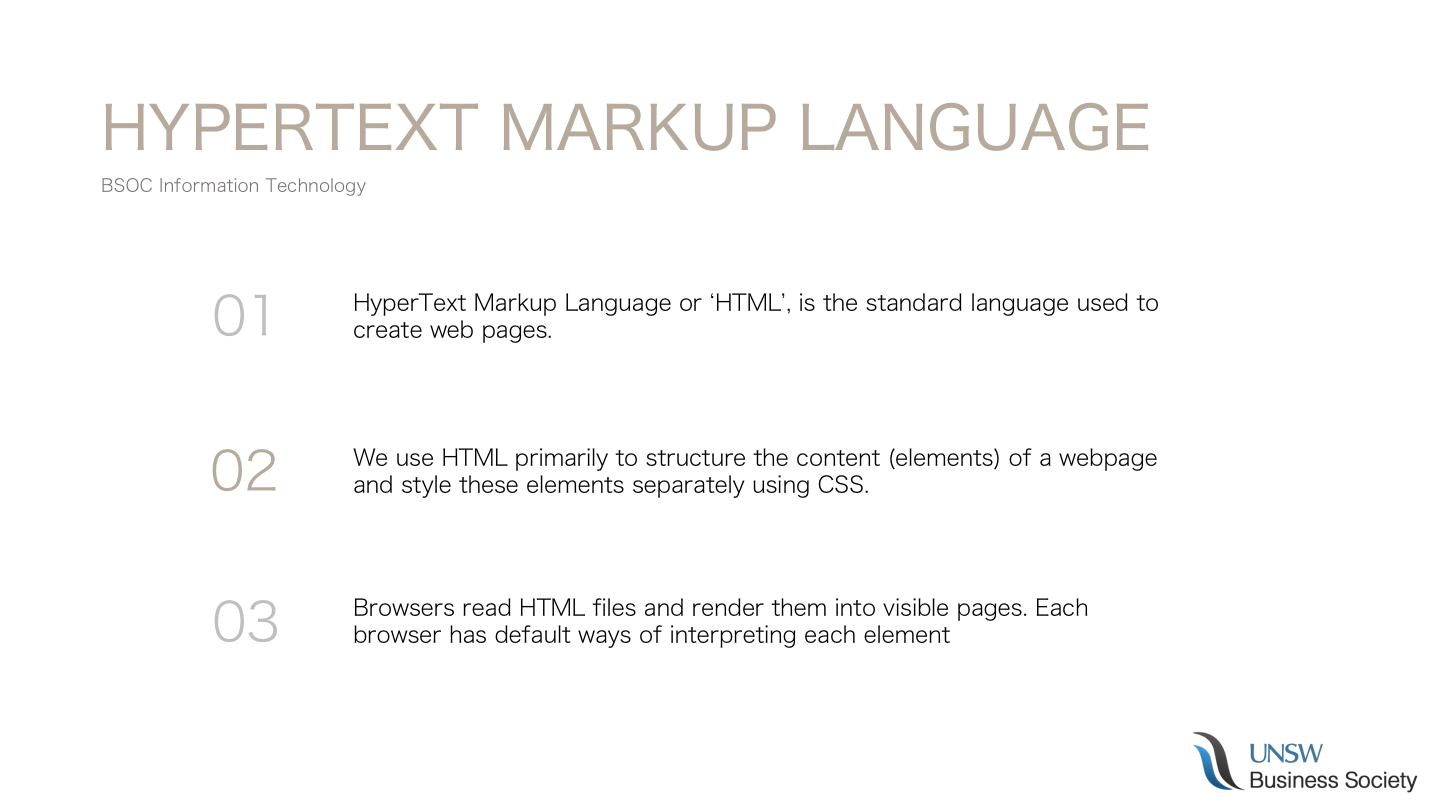 HYPERTEXT MARKUP LANGUAGE
BSOC Information Technology
01
HyperText Markup Language or ‘HTML’, is the standard language used to
create web pages.
02
We use HTML primarily to structure the content (elements) of a webpage
and style these elements separately using CSS.
03
Browsers read HTML files and render them into visible pages. Each
browser has default ways of interpreting each element
UNSW
Business Society